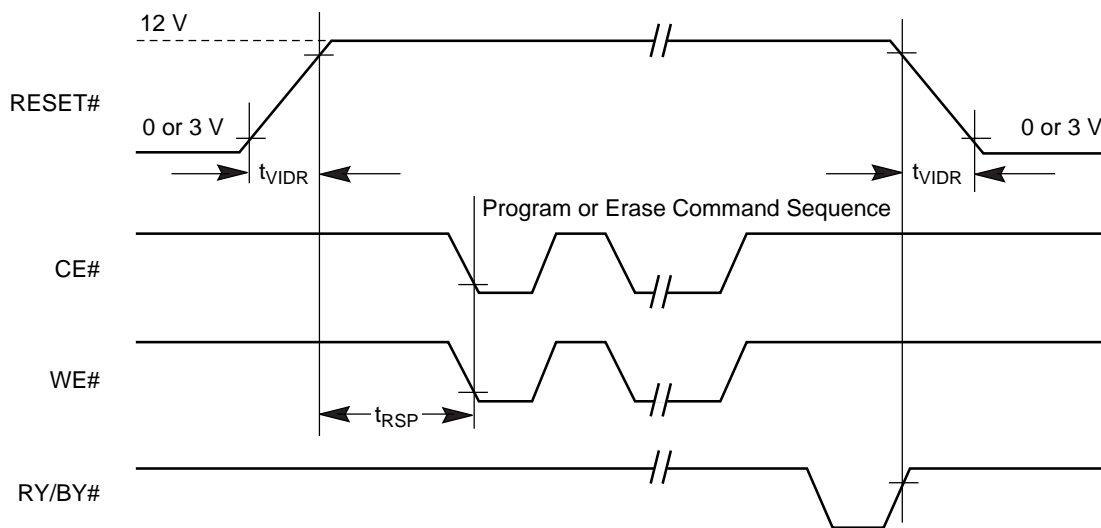 12 V
RESET#
0 or 3 V
0 or 3 V
tVIDR
tVIDR
Program or Erase Command Sequence
CE#
WE#
tRSP
RY/BY#